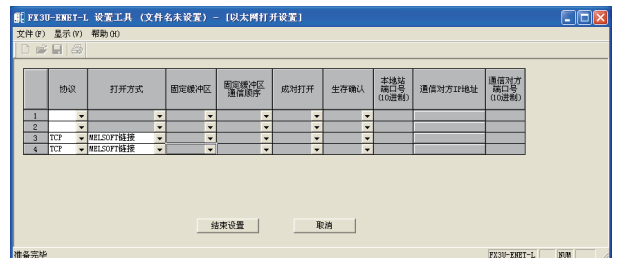 FX3U-ENET-L 设置工具 (文件名未设置) - [以太网打开设置]
文件(F) 显示(V) 帮助(H)
协议 打开方式 固定缓冲区 固定缓冲区通信顺序 成对打开 生存确认 本地站端口号(10进制) 通信对方IP地址 通信对方端口号(10进制)
1
2
3 TCP MELSOFT链接
4 TCP MELSOFT链接
结束设置 取消
准备完毕 FX3U-ENET-L NUM